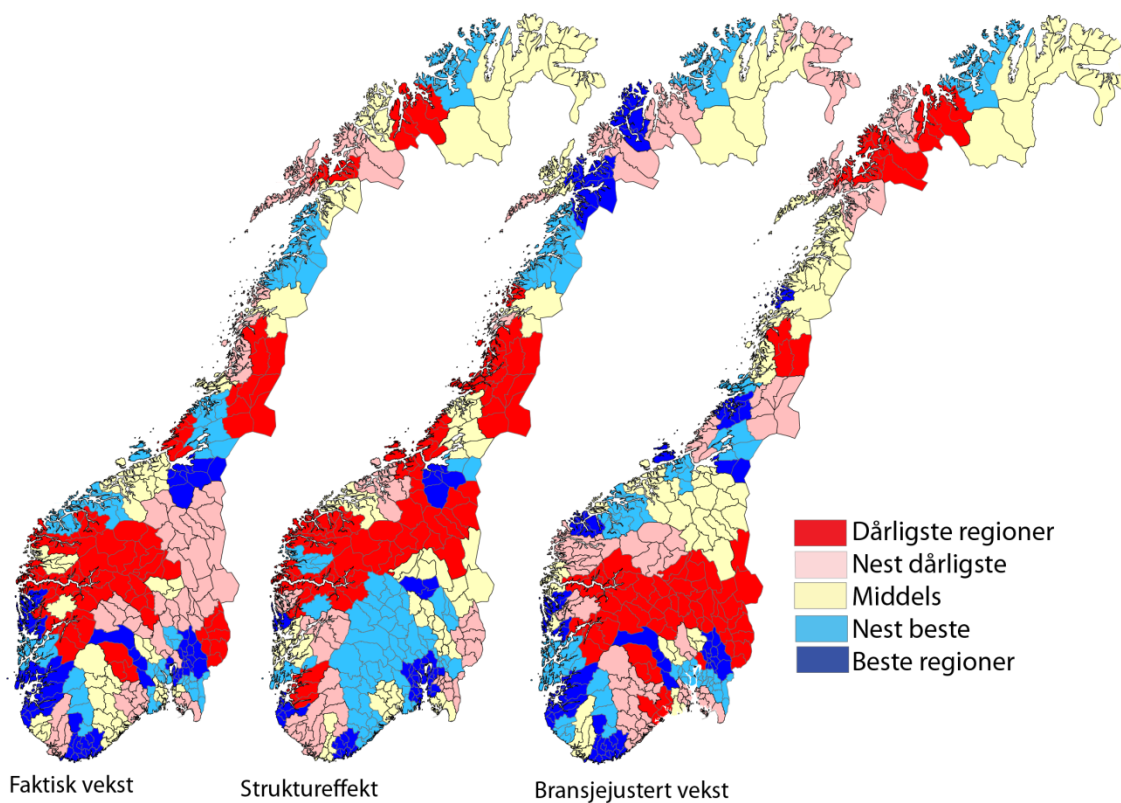 Dårligste regioner
Nest dårligste
Middels
Nest beste
Beste regioner
Faktisk vekst
Struktureffekt
Bransjejustert vekst